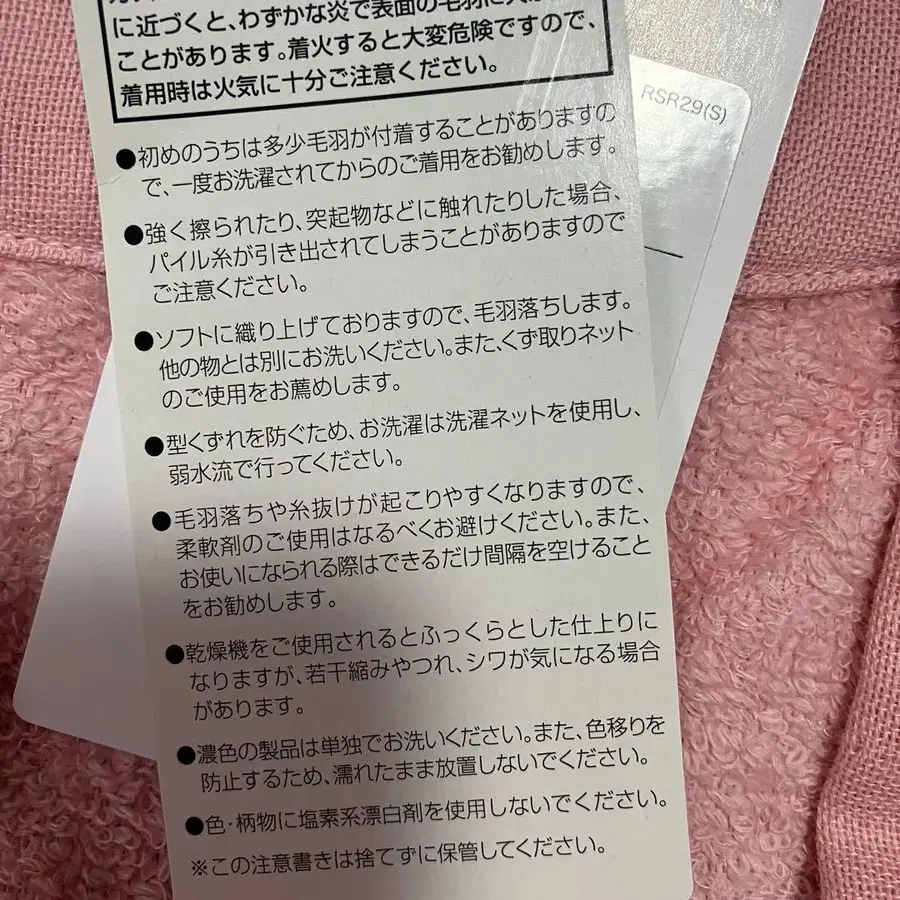 に近づくと、わずかな炎で表面の毛羽に
ことがあります。着火すると大変危険ですので、
着用時は火気に十分ご注意ください。
RSR29(S)
●初めのうちは多少毛羽が付着することがありますの
で、一度お洗濯されてからのご着用をお勧めします。
●強く擦られたり、突起物などに触れたりした場合、
パイル糸が引き出されてしまうことがありますので
ご注意ください。
●ソフトに織り上げておりますので、毛羽落ちします。
他の物とは別にお洗いください。また、くず取りネット
のご使用をお薦めします。
●型くずれを防ぐため、お洗濯は洗濯ネットを使用し、
弱水流で行ってください。
●毛羽落ちや糸抜けが起こりやすくなりますので、
柔軟剤のご使用はなるべくお避けください。また、
お使いになられる際はできるだけ間隔を空けること
をお勧めします。
●乾燥機をご使用されるとふっくらとした仕上りに
なりますが、若干縮みやつれ、シワが気になる場合
があります。
●濃色の製品は単独でお洗いください。また、色移りを
防止するため、濡れたまま放置しないでください。
●色・柄物に塩素系漂白剤を使用しないでください。
※この注意書きは捨てずに保管してください。